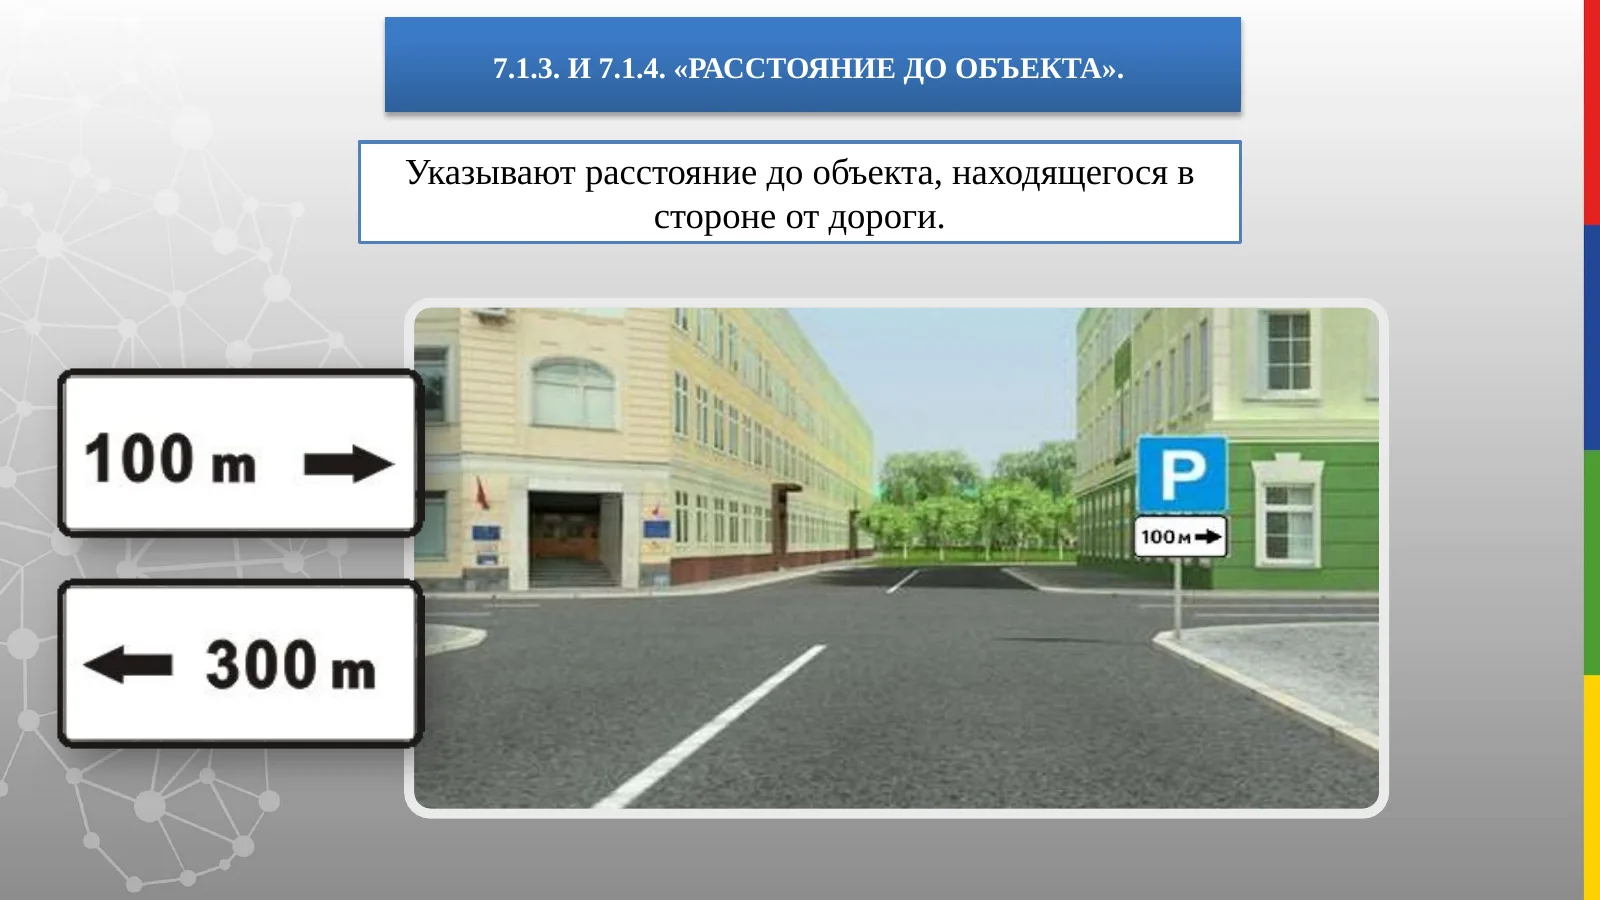 7.1.3. И 7.1.4. «РАССТОЯНИЕ ДО ОБЪЕКТА».
Указывают расстояние до объекта, находящегося в
стороне от дороги.
100 m
300 m
P
100 м